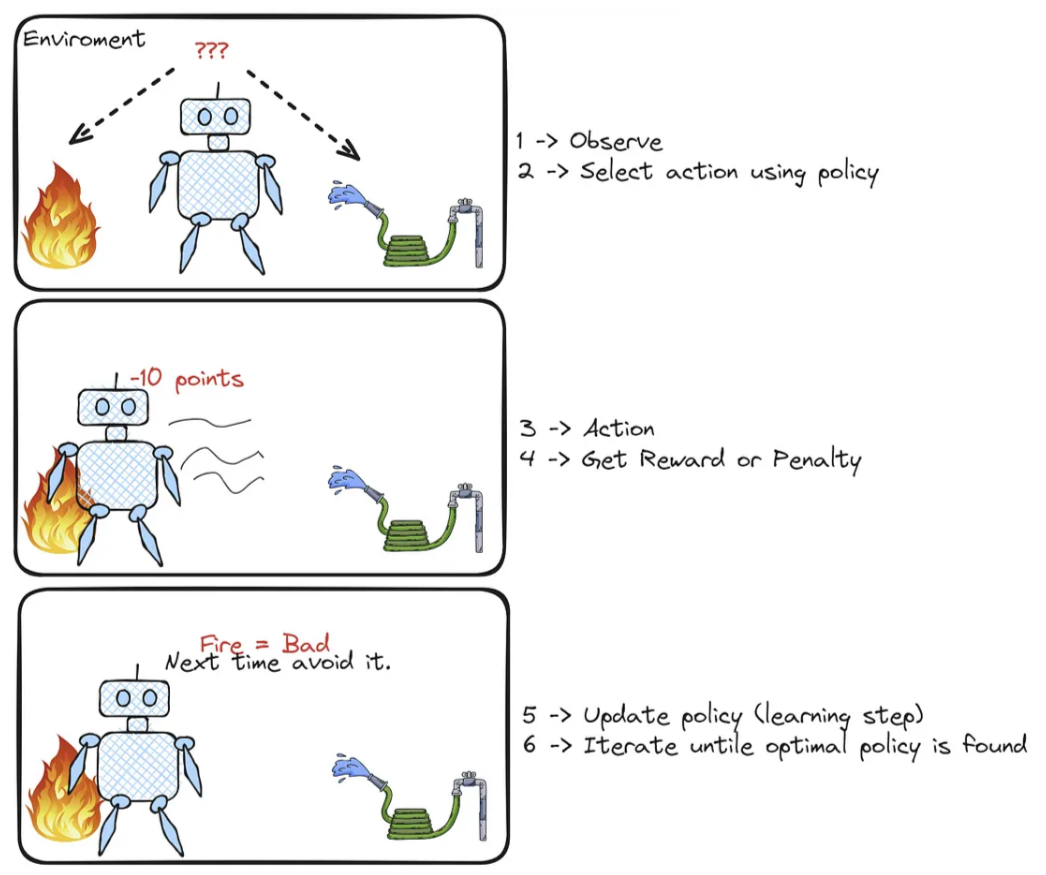 Enviroment
???
1 -> Observe
2 -> Select action using policy
-10 points
3 -> Action
4 -> Get Reward or Penalty
Fire = Bad
Next time avoid it.
5 -> Update policy (learning step)
6 -> Iterate untile optimal policy is found